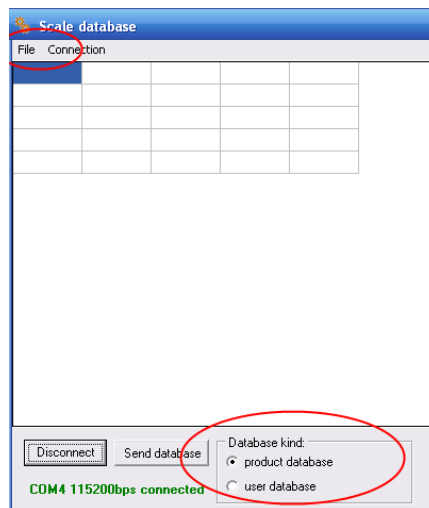 Scale database
File Connection
Database kind:
Disconnect Send database product database
COM4 115200bps connected user database